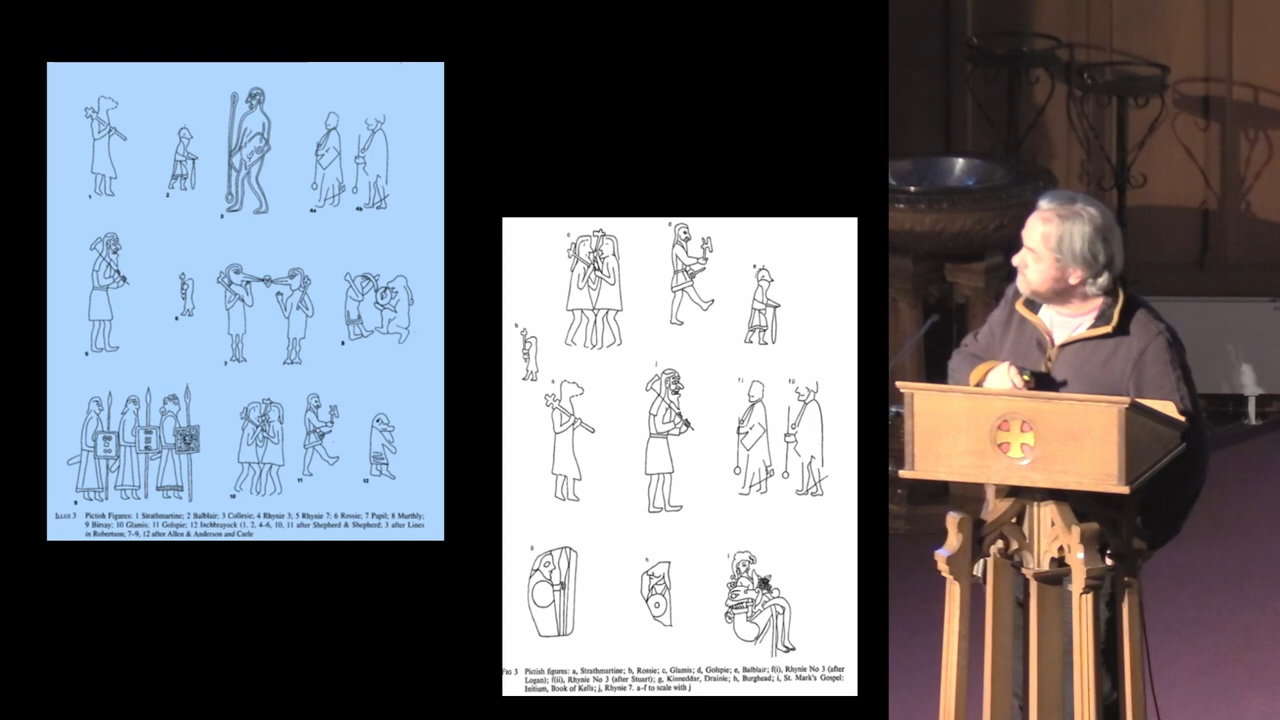 1
2
3
4a
4b
5
6
7
8
9
10
11
12
ILLUS 3 Pictish Figures: 1 Strathmartine; 2 Balblair; 3 Collessie; 4 Rhynie 3; 5 Rhynie 7: 6 Rossie; 7 Papil; 8 Murthly;
9 Birsay; 10 Glamis; 11 Golspie; 12 Inchbrayock (1, 2, 4–6, 10, 11 after Shepherd & Shepherd; 3 after Lines
in Robertson; 7–9, 12 after Allen & Anderson and Curle
c
d
e
b
a
j
f i
f ii
g
h
i
FIG 3 Pictish figures: a, Strathmartine; b, Rossie; c, Glamis; d, Golspie; e, Balblair; f(i), Rhynie No 3 (after
Logan); f(ii), Rhynie No 3 (after Stuart); g, Kinneddar, Drainie; h, Burghead; i, St. Mark's Gospel:
Initium, Book of Kells; j, Rhynie 7. a–f to scale with j